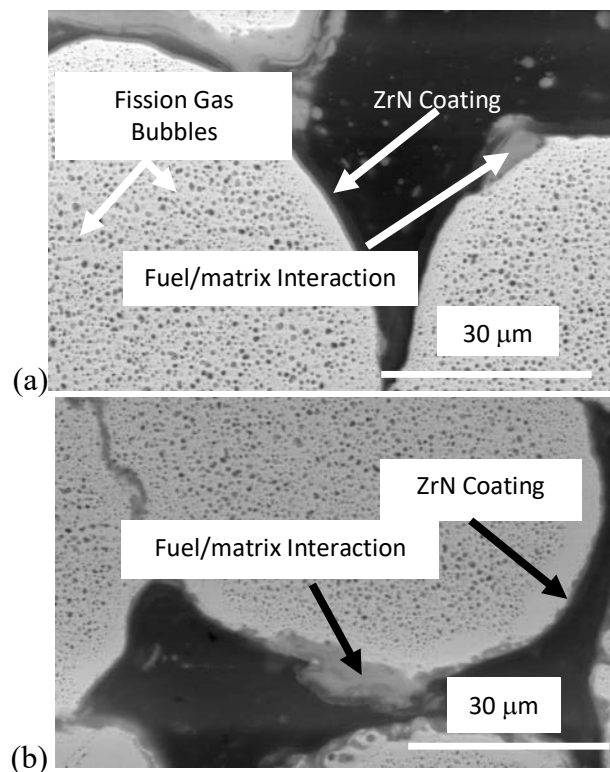 Fission Gas
Bubbles
ZrN Coating
Fuel/matrix Interaction
30 μm
(a)
ZrN Coating
Fuel/matrix Interaction
30 μm
(b)